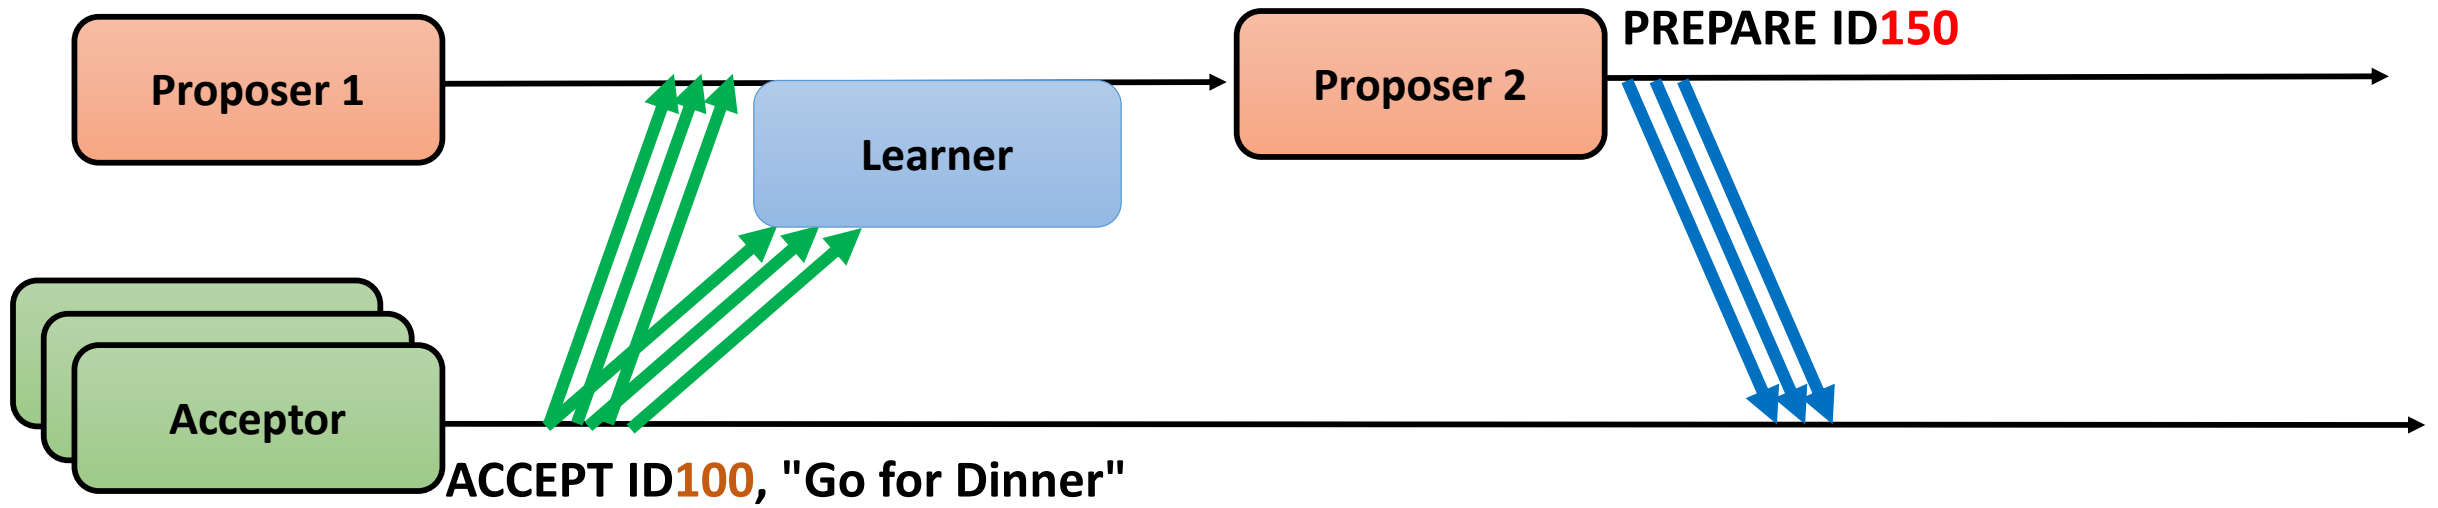 PREPARE ID150
Proposer 1
Proposer 2
Learner
Acceptor
ACCEPT ID100, "Go for Dinner"